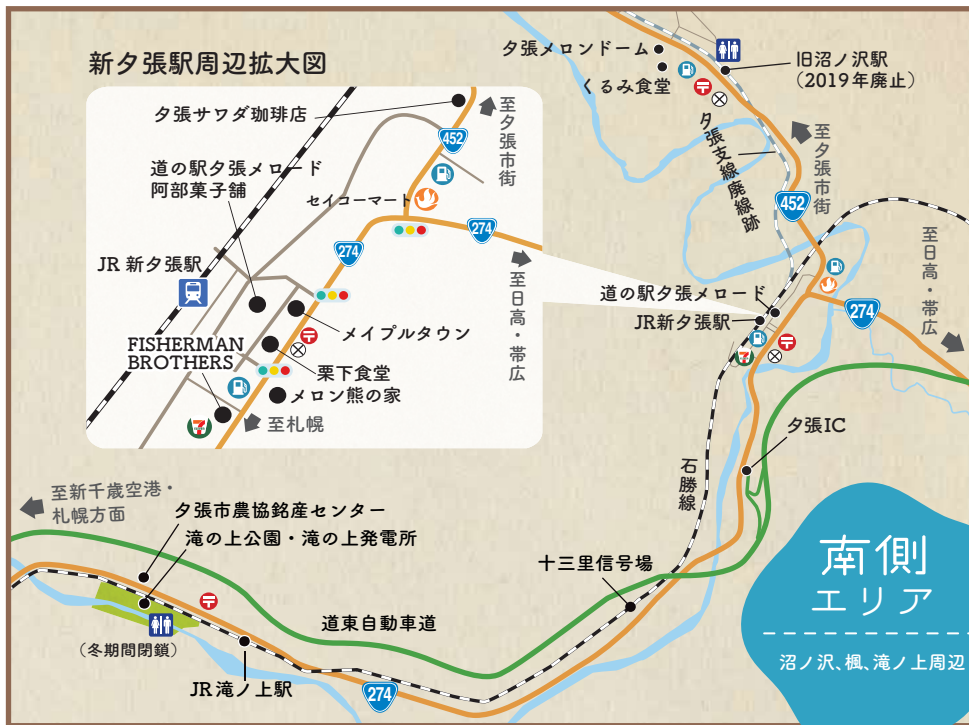 新夕張駅周辺拡大図
夕張サワダ珈琲店
至夕張市街
452
道の駅夕張メロード
阿部菓子舗
セイコーマート
274
274
JR 新夕張駅
至日高・帯広
メイプルタウン
FISHERMAN
BROTHERS
栗下食堂
メロン熊の家
至札幌
7
夕張メロンドーム
くるみ食堂
旧沼ノ沢駅
(2019年廃止)
夕張支線廃線跡
至夕張市街
452
至日高・帯広
道の駅夕張メロード
JR新夕張駅
274
7
夕張IC
石勝線
至新千歳空港・
札幌方面
夕張市農協銘産センター
滝の上公園・滝の上発電所
十三里信号場
道東自動車道
(冬期間閉鎖)
JR滝ノ上駅
274
南側
エリア
沼ノ沢、楓、滝ノ上周辺